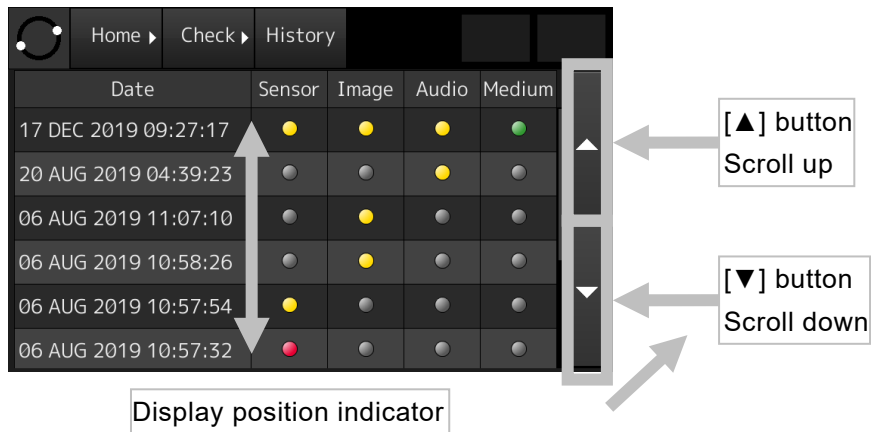 Home Check History
Date Sensor Image Audio Medium
17 DEC 2019 09:27:17
20 AUG 2019 04:39:23
06 AUG 2019 11:07:10
06 AUG 2019 10:58:26
06 AUG 2019 10:57:54
06 AUG 2019 10:57:32
[▲] button
Scroll up
[▼] button
Scroll down
Display position indicator